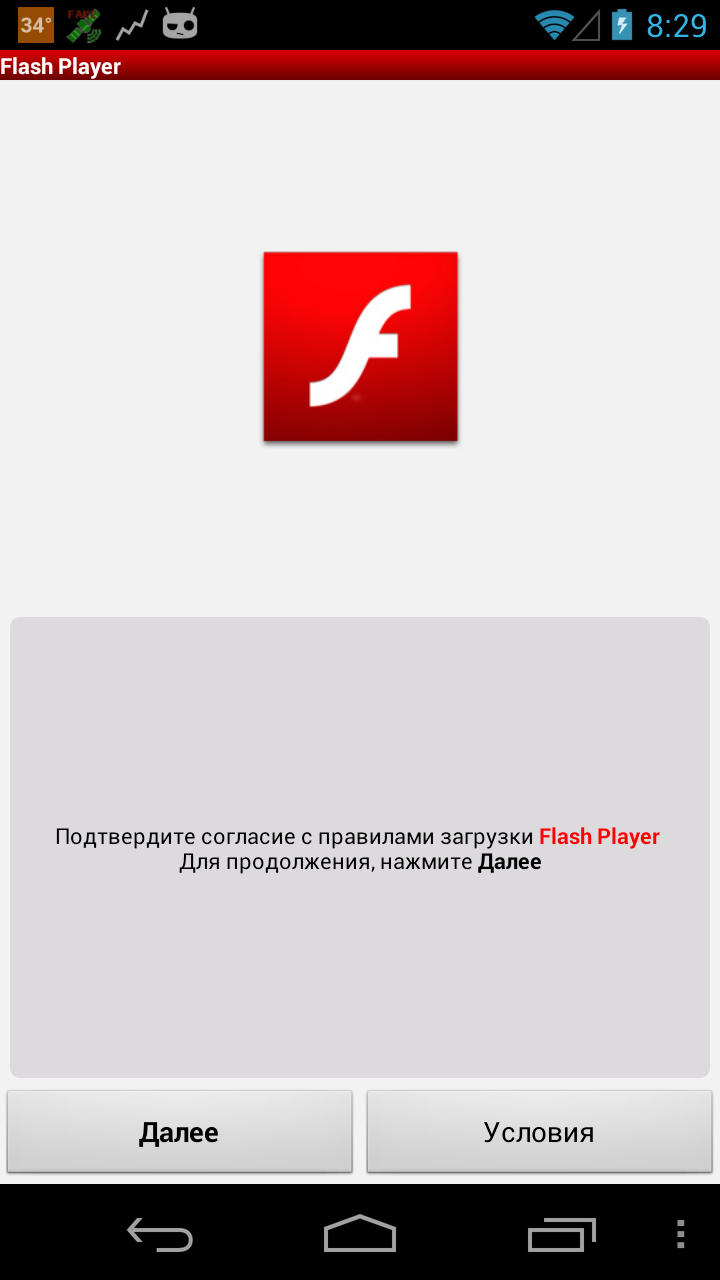 34°
FAKE
8:29
Flash Player
Подтвердите согласие с правилами загрузки Flash Player
Для продолжения, нажмите Далее
Далее
Условия